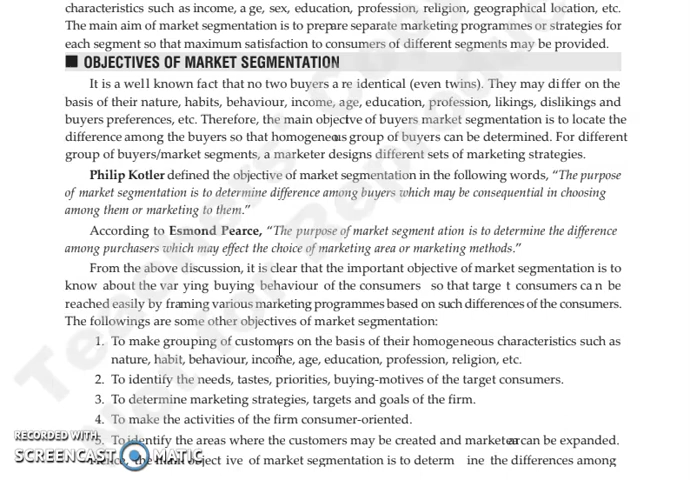 characteristics such as income, a ge, sex, education, profession, religion, geographical location, etc.
The main aim of market segmentation is to prepare separate marketing programmes or strategies for
each segment so that maximum satisfaction to consumers of different segments may be provided.
■ OBJECTIVES OF MARKET SEGMENTATION
It is a well known fact that no two buyers a re identical (even twins). They may differ on the
basis of their nature, habits, behaviour, income, age, education, profession, likings, dislikings and
buyers preferences, etc. Therefore, the main objective of buyers market segmentation is to locate the
difference among the buyers so that homogeneous group of buyers can be determined. For different
group of buyers/market segments, a marketer designs different sets of marketing strategies.
Philip Kotler defined the objective of market segmentation in the following words, “The purpose
of market segmentation is to determine difference among buyers which may be consequential in choosing
among them or marketing to them.”
According to Esmond Pearce, “The purpose of market segment ation is to determine the difference
among purchasers which may effect the choice of marketing area or marketing methods.”
From the above discussion, it is clear that the important objective of market segmentation is to
know about the var ying buying behaviour of the consumers so that targe t consumers ca n be
reached easily by framing various marketing programmes based on such differences of the consumers.
The followings are some other objectives of market segmentation:
1. To make grouping of customers on the basis of their homogeneous characteristics such as
nature, habit, behaviour, income, age, education, profession, religion, etc.
2. To identify the needs, tastes, priorities, buying-motives of the target consumers.
3. To determine marketing strategies, targets and goals of the firm.
4. To make the activities of the firm consumer-oriented.
5. To identify the areas where the customers may be created and market area can be expanded.
RECORDED WITH
SCREENCAST MATIC
Hence, the main object ive of market segmentation is to determ ine the differences among